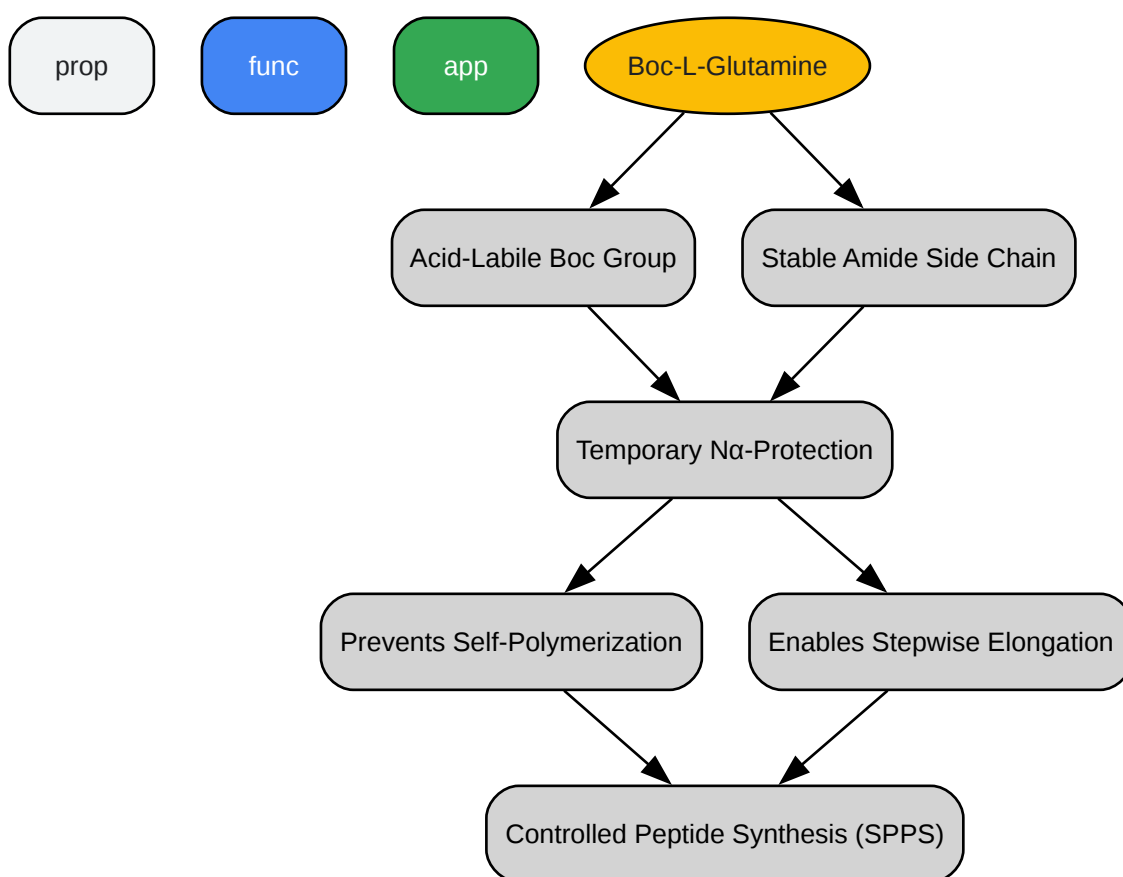 prop
func
app
Boc-L-Glutamine
Acid-Labile Boc Group
Stable Amide Side Chain
Temporary Nα-Protection
Prevents Self-Polymerization
Enables Stepwise Elongation
Controlled Peptide Synthesis (SPPS)